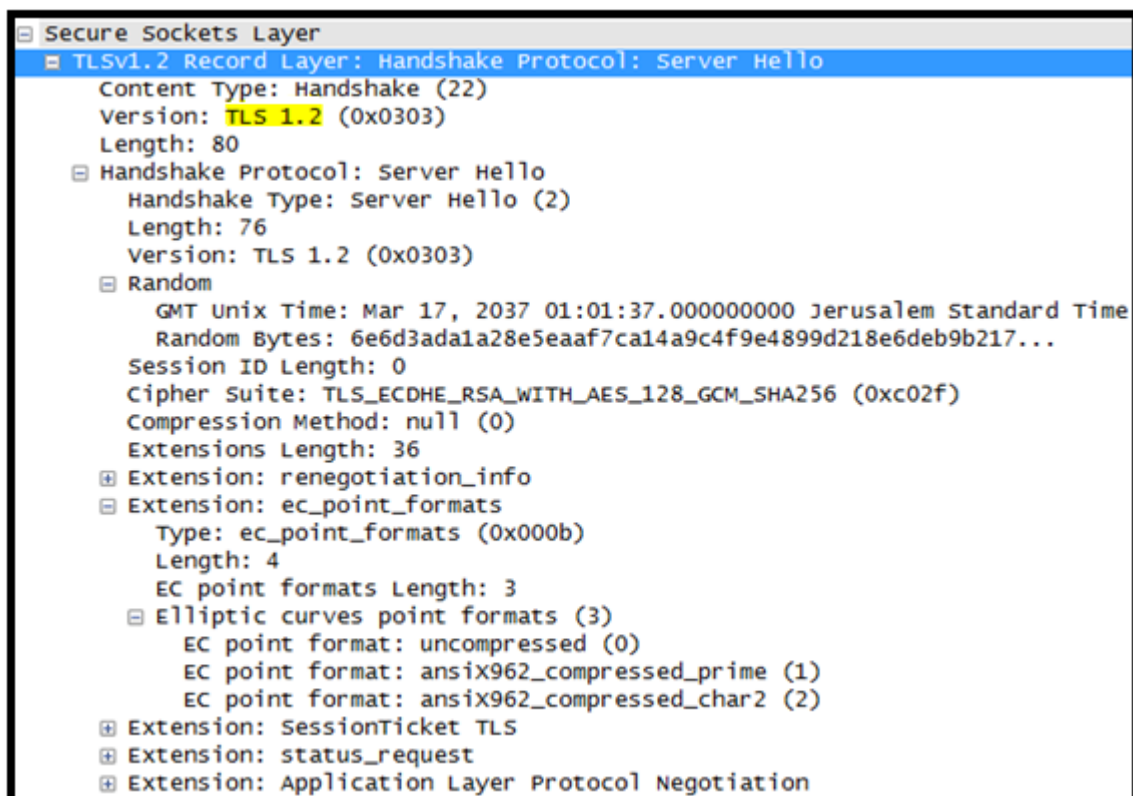 Secure Sockets Layer
TLSv1.2 Record Layer: Handshake Protocol: Server Hello
Content Type: Handshake (22)
Version: TLS 1.2 (0x0303)
Length: 80
Handshake Protocol: Server Hello
Handshake Type: Server Hello (2)
Length: 76
Version: TLS 1.2 (0x0303)
Random
GMT Unix Time: Mar 17, 2037 01:01:37.000000000 Jerusalem Standard Time
Random Bytes: 6e6d3ada1a28e5eaaf7ca14a9c4f9e4899d218e6deb9b217...
Session ID Length: 0
Cipher Suite: TLS_ECDHE_RSA_WITH_AES_128_GCM_SHA256 (0xc02f)
Compression Method: null (0)
Extensions Length: 36
Extension: renegotiation_info
Extension: ec_point_formats
Type: ec_point_formats (0x000b)
Length: 4
EC point formats Length: 3
Elliptic curves point formats (3)
EC point format: uncompressed (0)
EC point format: ansiX962_compressed_prime (1)
EC point format: ansiX962_compressed_char2 (2)
Extension: SessionTicket TLS
Extension: status_request
Extension: Application Layer Protocol Negotiation